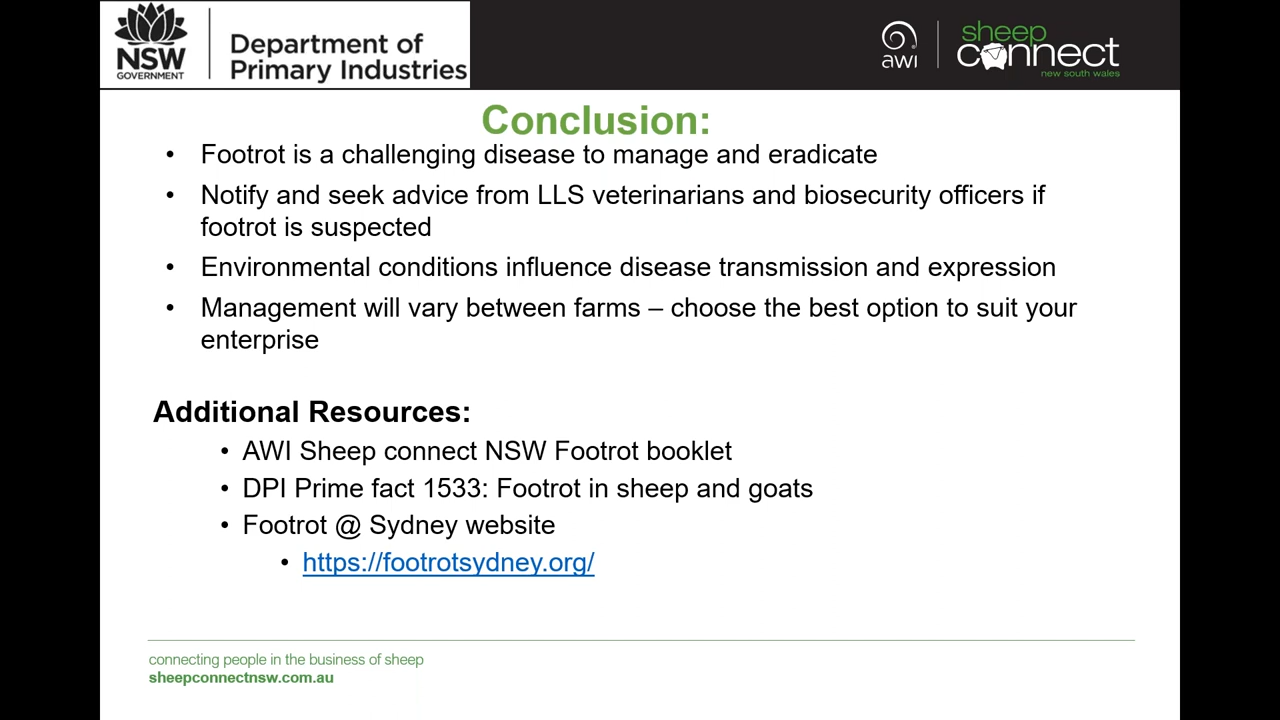 NSW
GOVERNMENT
Department of
Primary Industries
awi
sheep
connect
new south wales
Conclusion:
• Footrot is a challenging disease to manage and eradicate
• Notify and seek advice from LLS veterinarians and biosecurity officers if
footrot is suspected
• Environmental conditions influence disease transmission and expression
• Management will vary between farms – choose the best option to suit your
enterprise
Additional Resources:
• AWI Sheep connect NSW Footrot booklet
• DPI Prime fact 1533: Footrot in sheep and goats
• Footrot @ Sydney website
• https://footrotsydney.org/
connecting people in the business of sheep
sheepconnectnsw.com.au